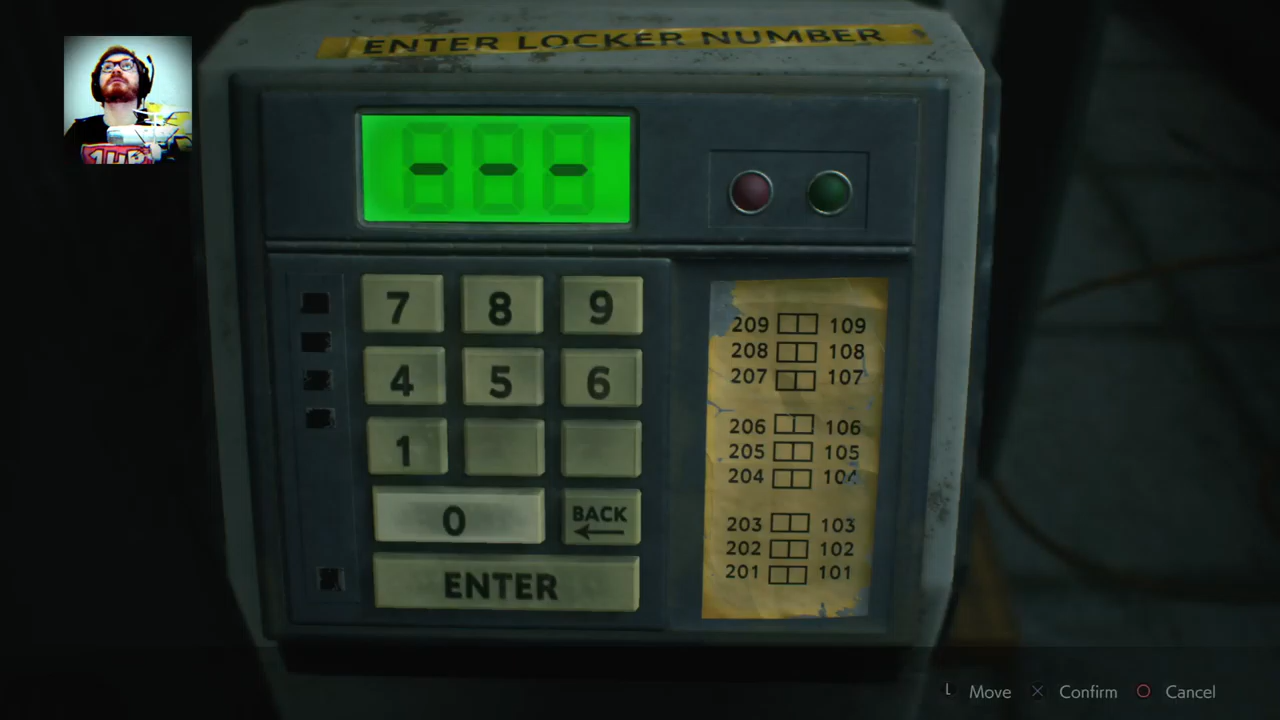 ENTER LOCKER NUMBER
7 8 9
4 5 6
1
0 BACK
ENTER
209 109
208 108
207 107
206 106
205 105
204 104
203 103
202 102
201 101
1UP
L Move Confirm Cancel